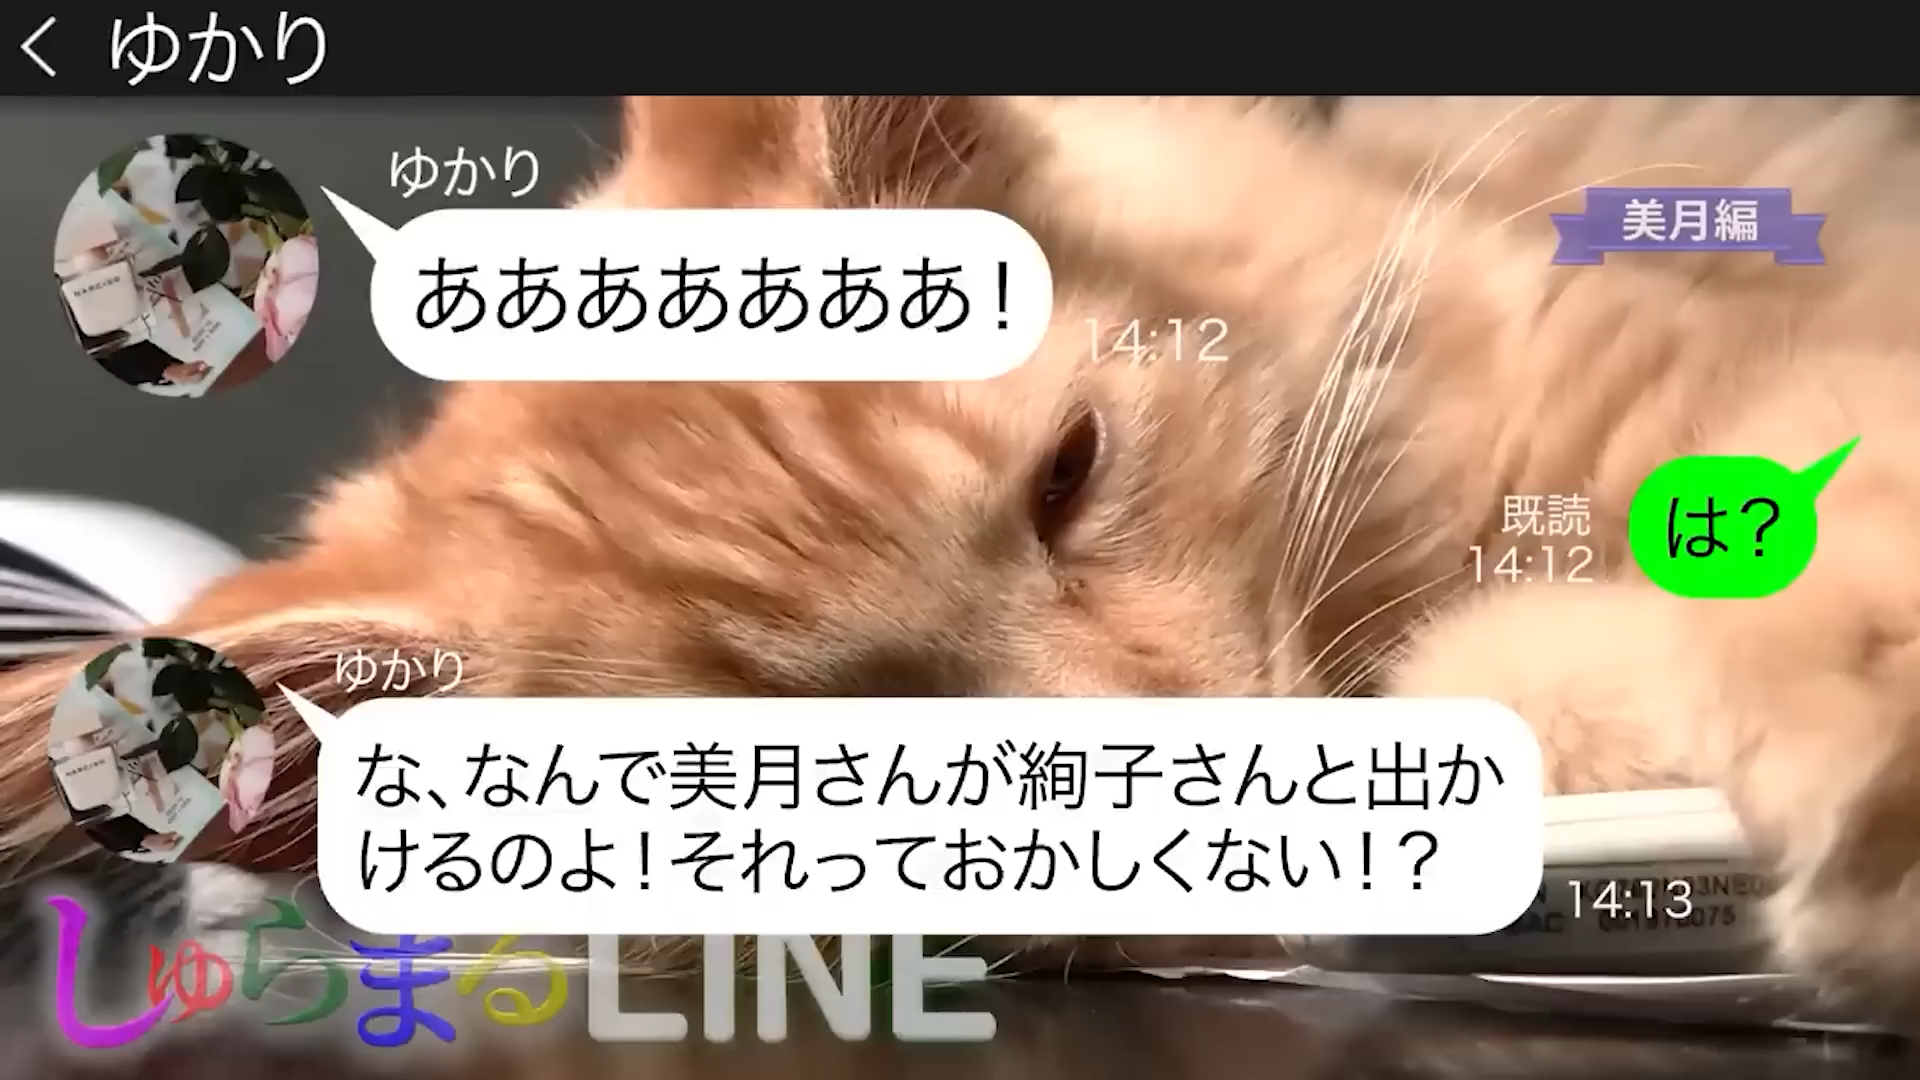 ゆかり
ゆかり
ああああああ あ!
14:12
美月編
既読
14:12
は?
ゆかり
な、なんで美月さんが絢子さんと出か
けるのよ!それっておかしくない!?
14:13
しゅらまるLINE